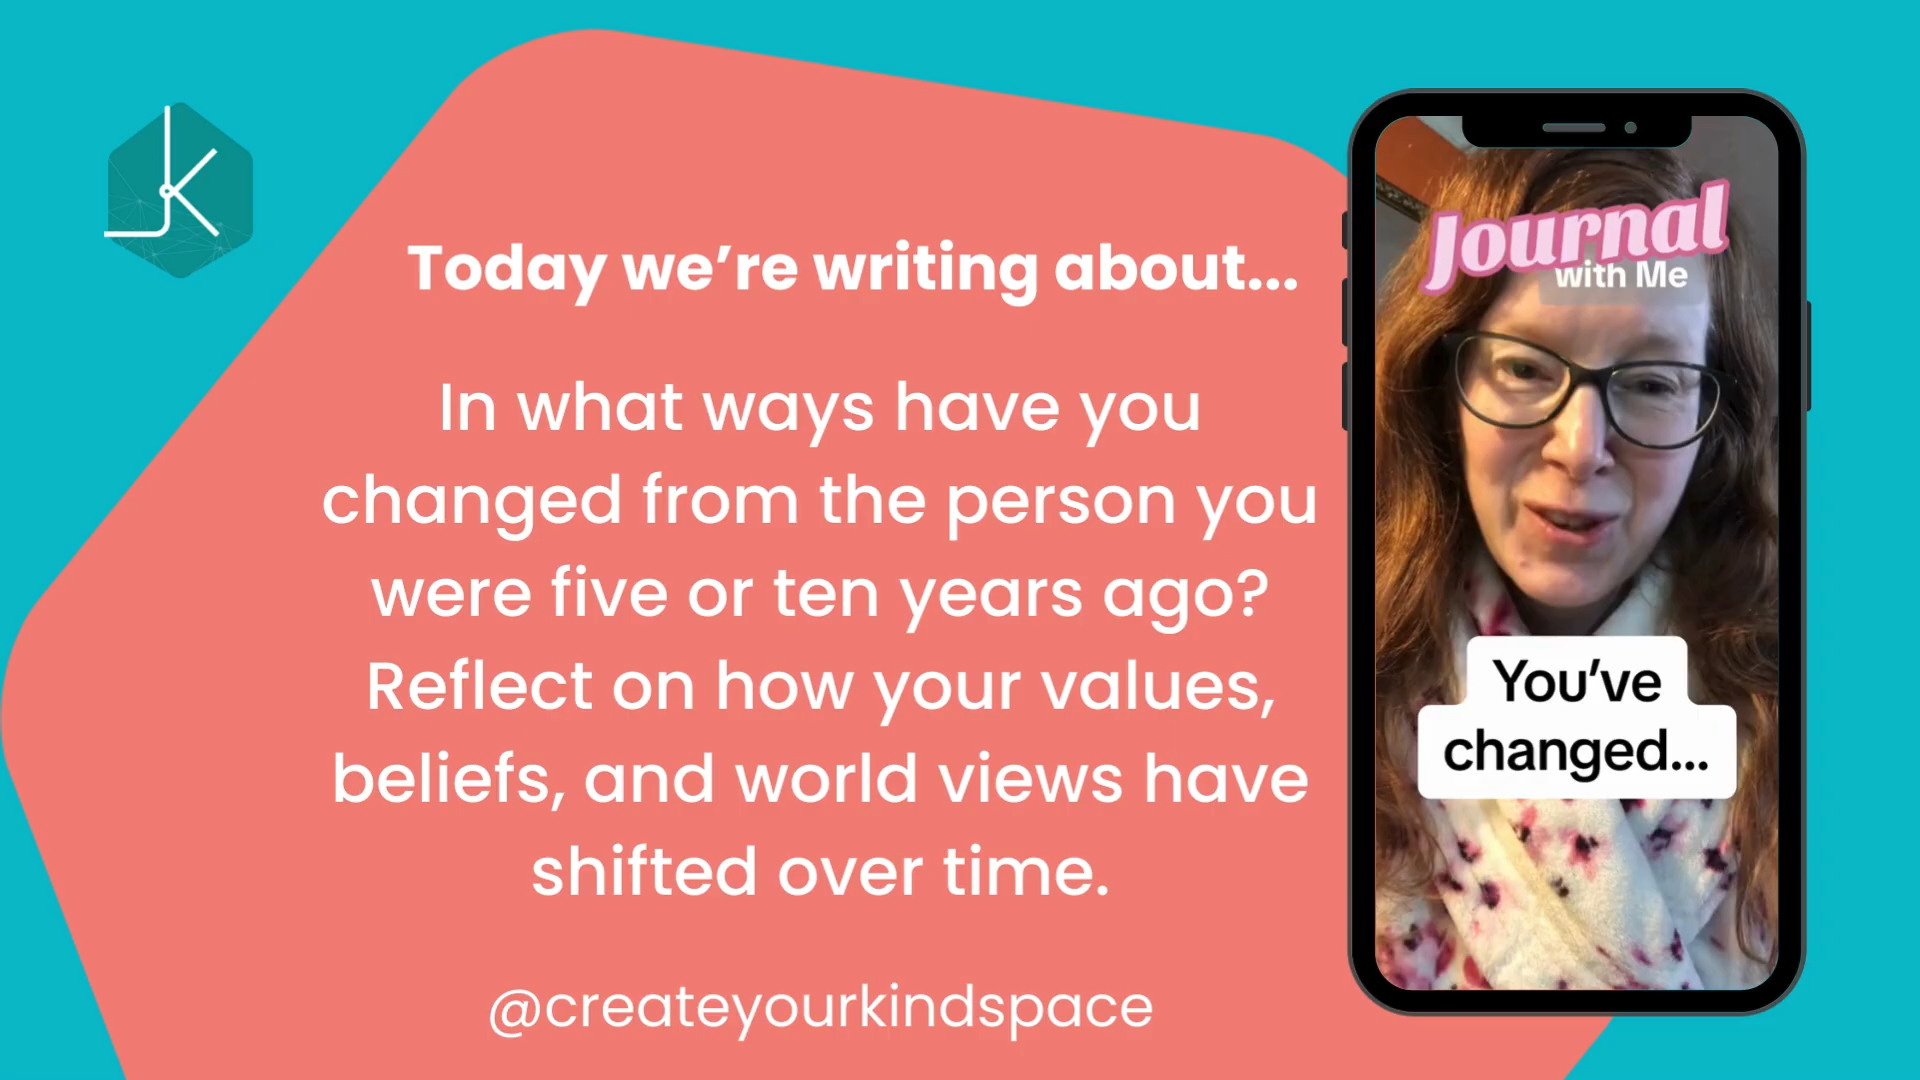 JK
Today we’re writing about...
In what ways have you
changed from the person you
were five or ten years ago?
Reflect on how your values,
beliefs, and world views have
shifted over time.
@createyourkindspace
Journal
with Me
You’ve
changed...